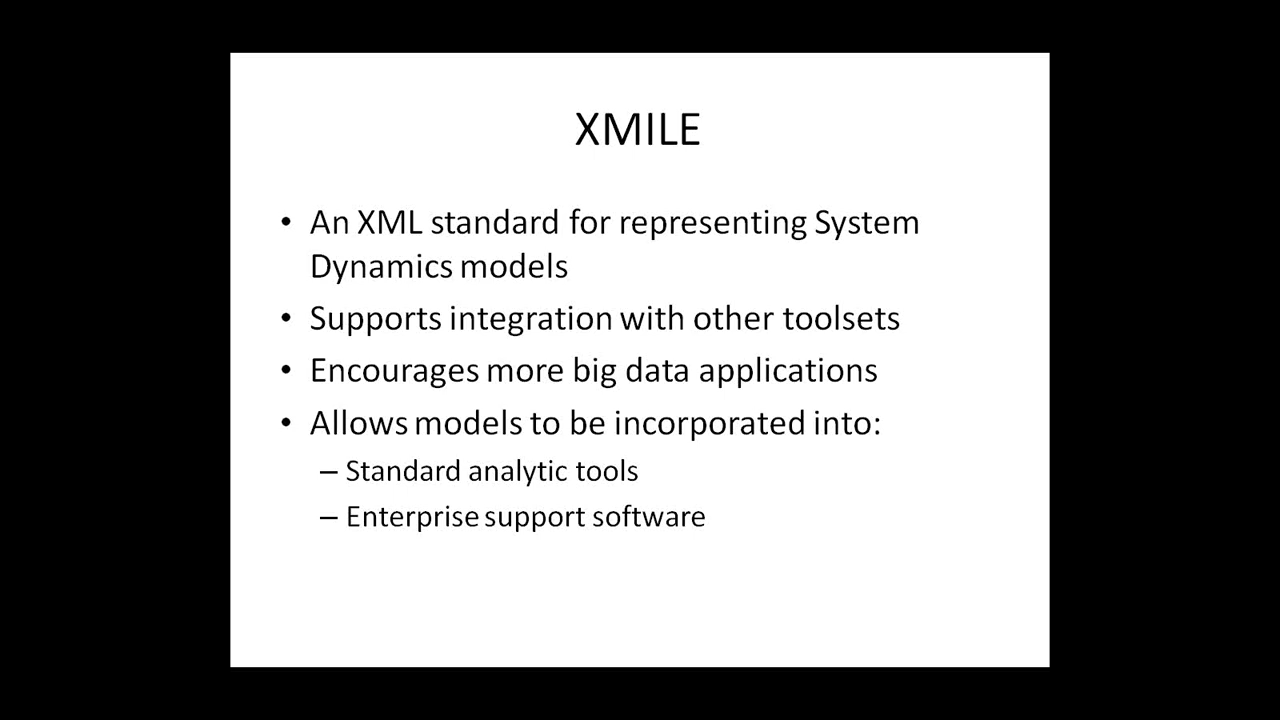 XMILE
• An XML standard for representing System
Dynamics models
• Supports integration with other toolsets
• Encourages more big data applications
• Allows models to be incorporated into:
– Standard analytic tools
– Enterprise support software